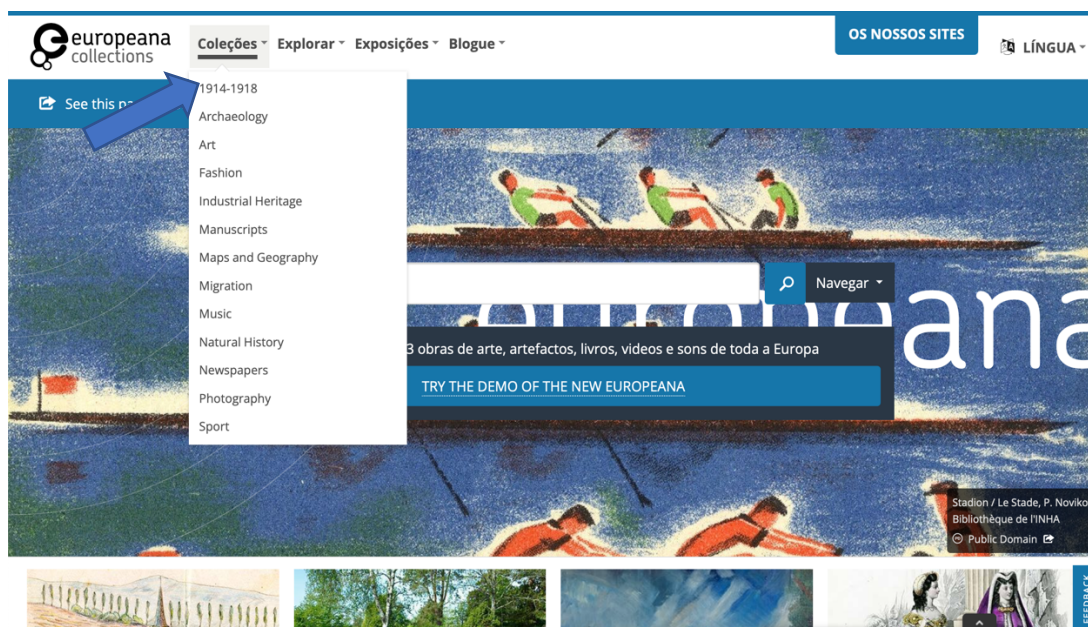 europeana
collections
Coleções Explorar Exposições Blogue
OS NOSSOS SITES
LÍNGUA
See this
1914-1918
Archaeology
Art
Fashion
Industrial Heritage
Manuscripts
Maps and Geography
Migration
Music
Natural History
Newspapers
Photography
Sport
Navegar
europeana
3 obras de arte, artefactos, livros, videos e sons de toda a Europa
TRY THE DEMO OF THE NEW EUROPEANA
Stadion / Le Stade, P. Noviko
Bibliothèque de l'INHA
Public Domain
FEEDBACK